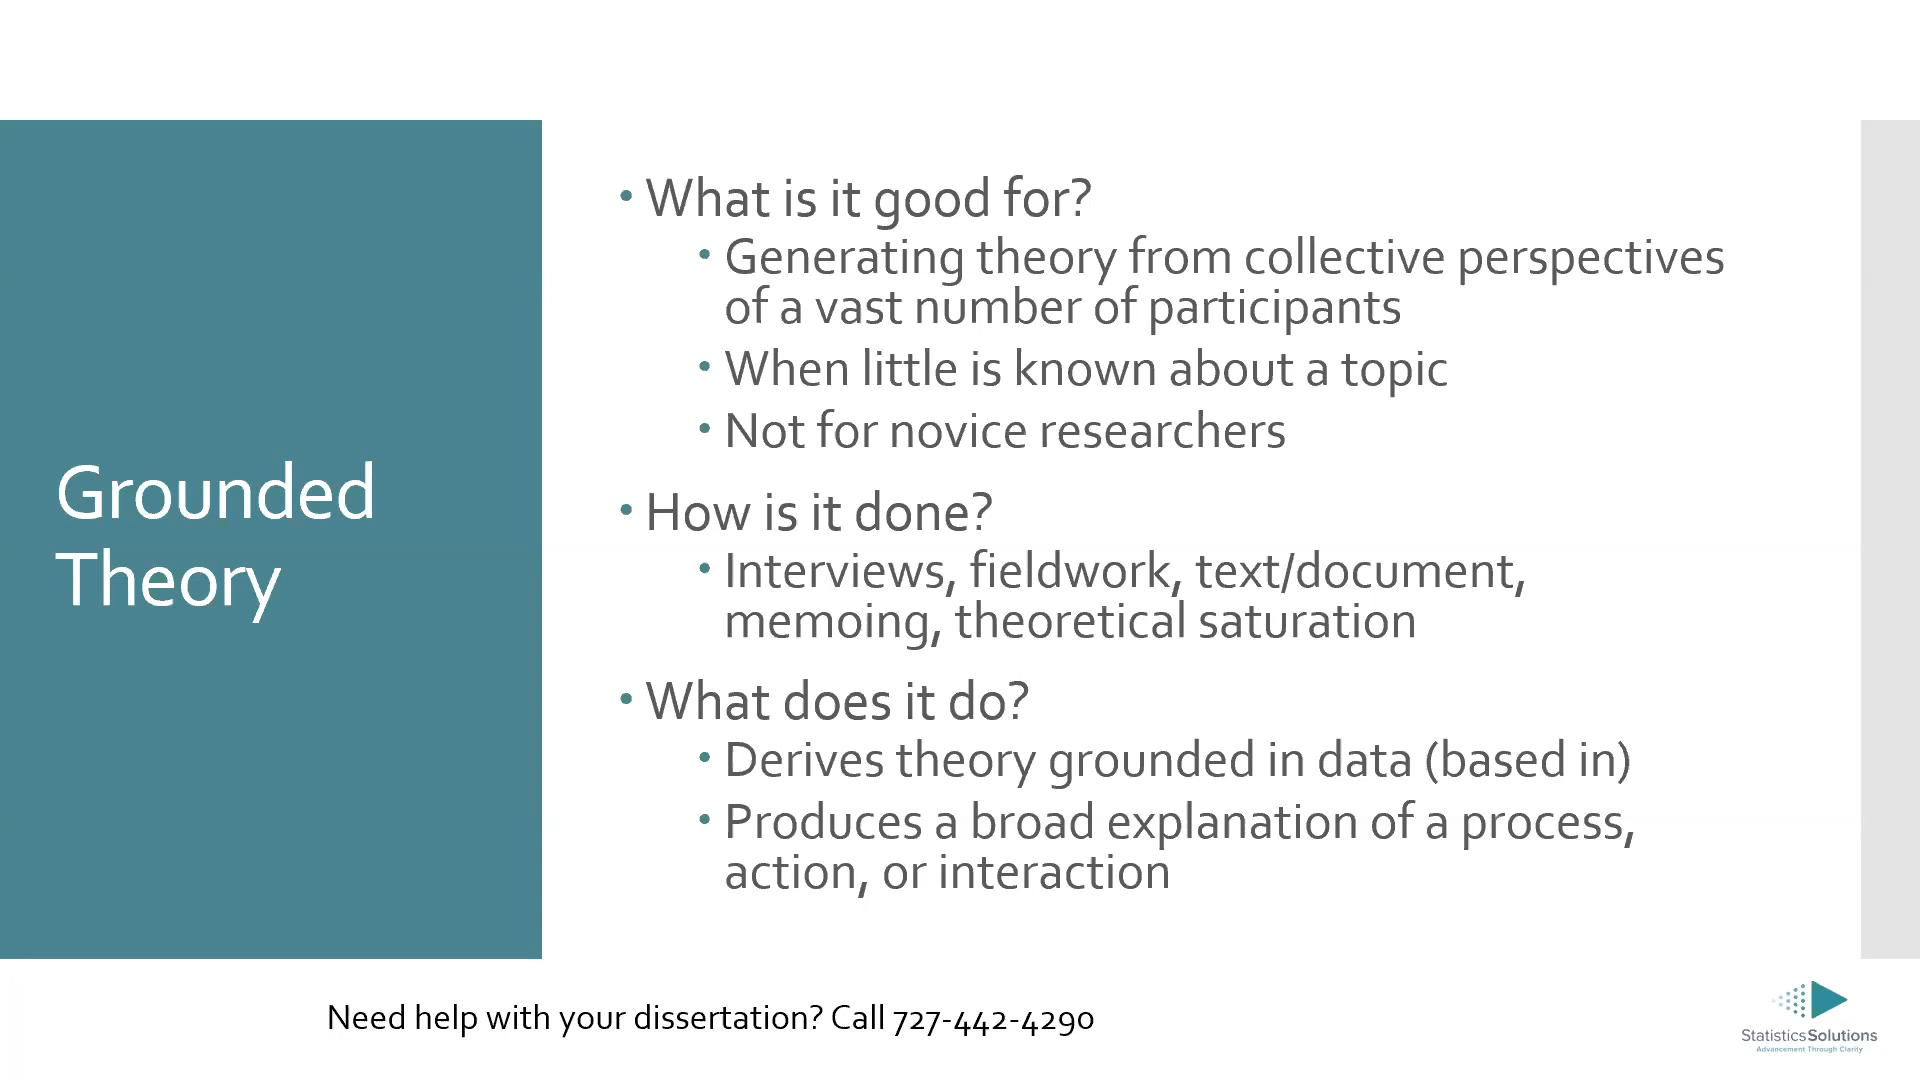 Grounded
Theory
• What is it good for?
• Generating theory from collective perspectives
of a vast number of participants
• When little is known about a topic
• Not for novice researchers
• How is it done?
• Interviews, fieldwork, text/document,
memoing, theoretical saturation
• What does it do?
• Derives theory grounded in data (based in)
• Produces a broad explanation of a process,
action, or interaction
Need help with your dissertation? Call 727-442-4290
StatisticsSolutions
Advancement Through Clarity